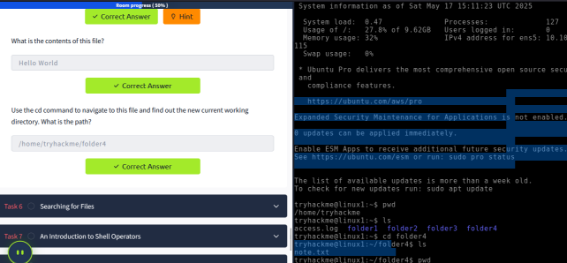 Room progress ( 50% )
✓ Correct Answer
Hint
What is the contents of this file?
Hello World
✓ Correct Answer
Use the cd command to navigate to this file and find out the new current working
directory. What is the path?
/home/tryhackme/folder4
✓ Correct Answer
Task 6 Searching for Files
Task 7 An Introduction to Shell Operators
System information as of Sat May 17 15:11:23 UTC 2025
System load: 0.47 Processes: 127
Usage of /: 27.8% of 9.62GB Users logged in: 0
Memory usage: 32% IPv4 address for ens5: 10.10
115
Swap usage: 0%
* Ubuntu Pro delivers the most comprehensive open source secu
and
compliance features.
https://ubuntu.com/aws/pro
Expanded Security Maintenance for Applications is not enabled.
0 updates can be applied immediately.
Enable ESM Apps to receive additional future security updates.
See https://ubuntu.com/esm or run: sudo pro status
The list of available updates is more than a week old.
To check for new updates run: sudo apt update
tryhackme@linux1:~$ pwd
/home/tryhackme
tryhackme@linux1:~$ ls
access.log folder1 folder2 folder3 folder4
tryhackme@linux1:~$ cd folder4
tryhackme@linux1:~/folder4$ ls
note.txt
tryhackme@linux1:~/folder4$ pwd